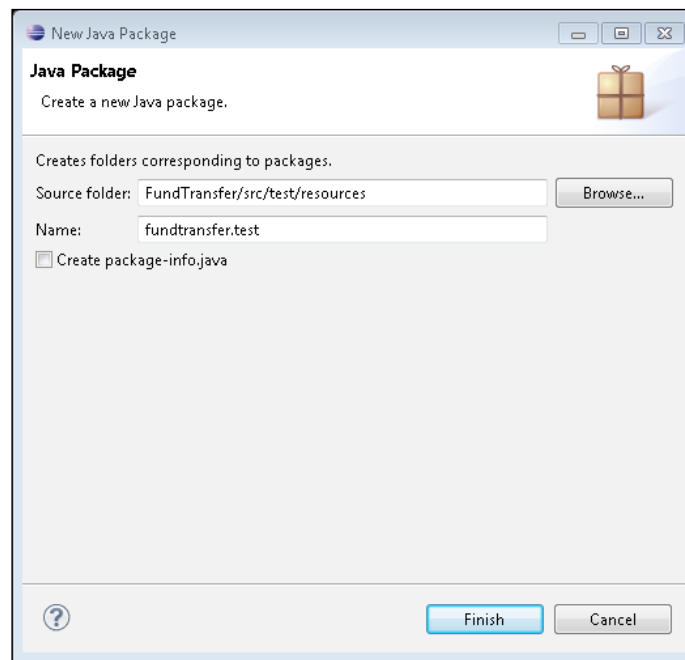 New Java Package
Java Package
Create a new Java package.
Creates folders corresponding to packages.
Source folder: FundTransfer/src/test/resources Browse...
Name: fundtransfer.test
Create package-info.java
? Finish Cancel